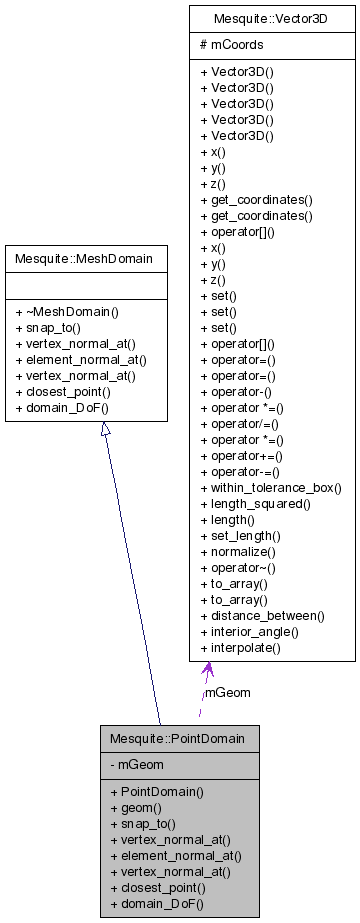 Mesquite::Vector3D
# mCoords
+ Vector3D()
+ Vector3D()
+ Vector3D()
+ Vector3D()
+ Vector3D()
+ x()
+ y()
+ z()
+ get_coordinates()
+ get_coordinates()
+ operator[]()
+ x()
+ y()
+ z()
+ set()
+ set()
+ set()
+ operator[]()
+ operator=()
+ operator=()
+ operator-()
+ operator *=()
+ operator/=()
+ operator *=()
+ operator+=()
+ operator-=()
+ within_tolerance_box()
+ length_squared()
+ length()
+ set_length()
+ normalize()
+ operator~()
+ to_array()
+ to_array()
+ distance_between()
+ interior_angle()
+ interpolate()
Mesquite::MeshDomain
+ ~MeshDomain()
+ snap_to()
+ vertex_normal_at()
+ element_normal_at()
+ vertex_normal_at()
+ closest_point()
+ domain_DoF()
mGeom
Mesquite::PointDomain
- mGeom
+ PointDomain()
+ geom()
+ snap_to()
+ vertex_normal_at()
+ element_normal_at()
+ vertex_normal_at()
+ closest_point()
+ domain_DoF()